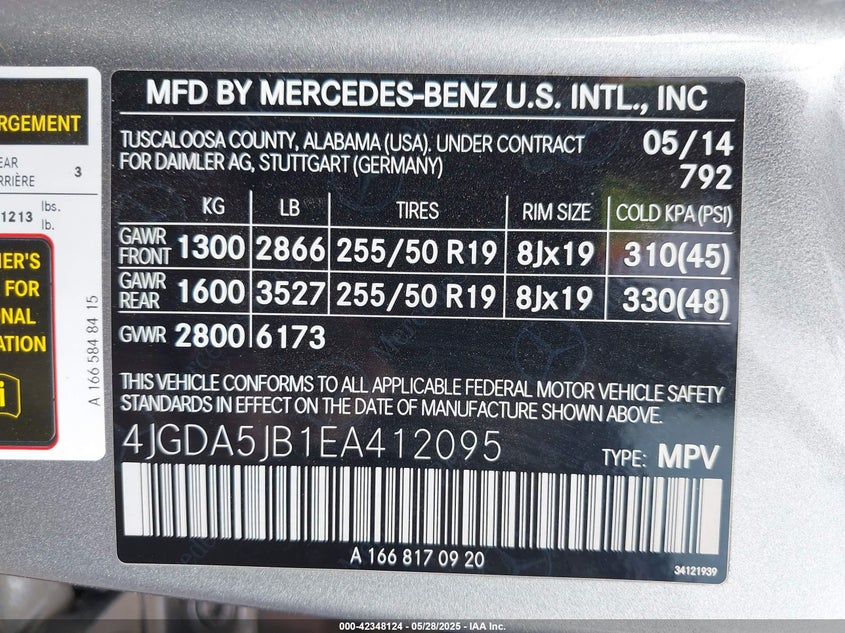 MFD BY MERCEDES-BENZ U.S. INTL., INC
TUSCALOOSA COUNTY, ALABAMA (USA). UNDER CONTRACT
FOR DAIMLER AG, STUTTGART (GERMANY)
05/14
792
KG LB TIRES RIM SIZE COLD KPA (PSI)
GAWR FRONT 1300 2866 255/50 R19 8Jx19 310(45)
GAWR REAR 1600 3527 255/50 R19 8Jx19 330(48)
GVWR 2800 6173
THIS VEHICLE CONFORMS TO ALL APPLICABLE FEDERAL MOTOR VEHICLE SAFETY
STANDARDS IN EFFECT ON THE DATE OF MANUFACTURE SHOWN ABOVE.
4JGDA5JB1EA412095
TYPE: MPV
A 166 817 09 20
34121939
RGEMENT
EAR
RRIÈRE
3
1213 lbs.
lb.
ER'S
FOR
ONAL
ATION
i
A 166 584 84 15
000-42348124 - 05/28/2025 - IAA Inc.